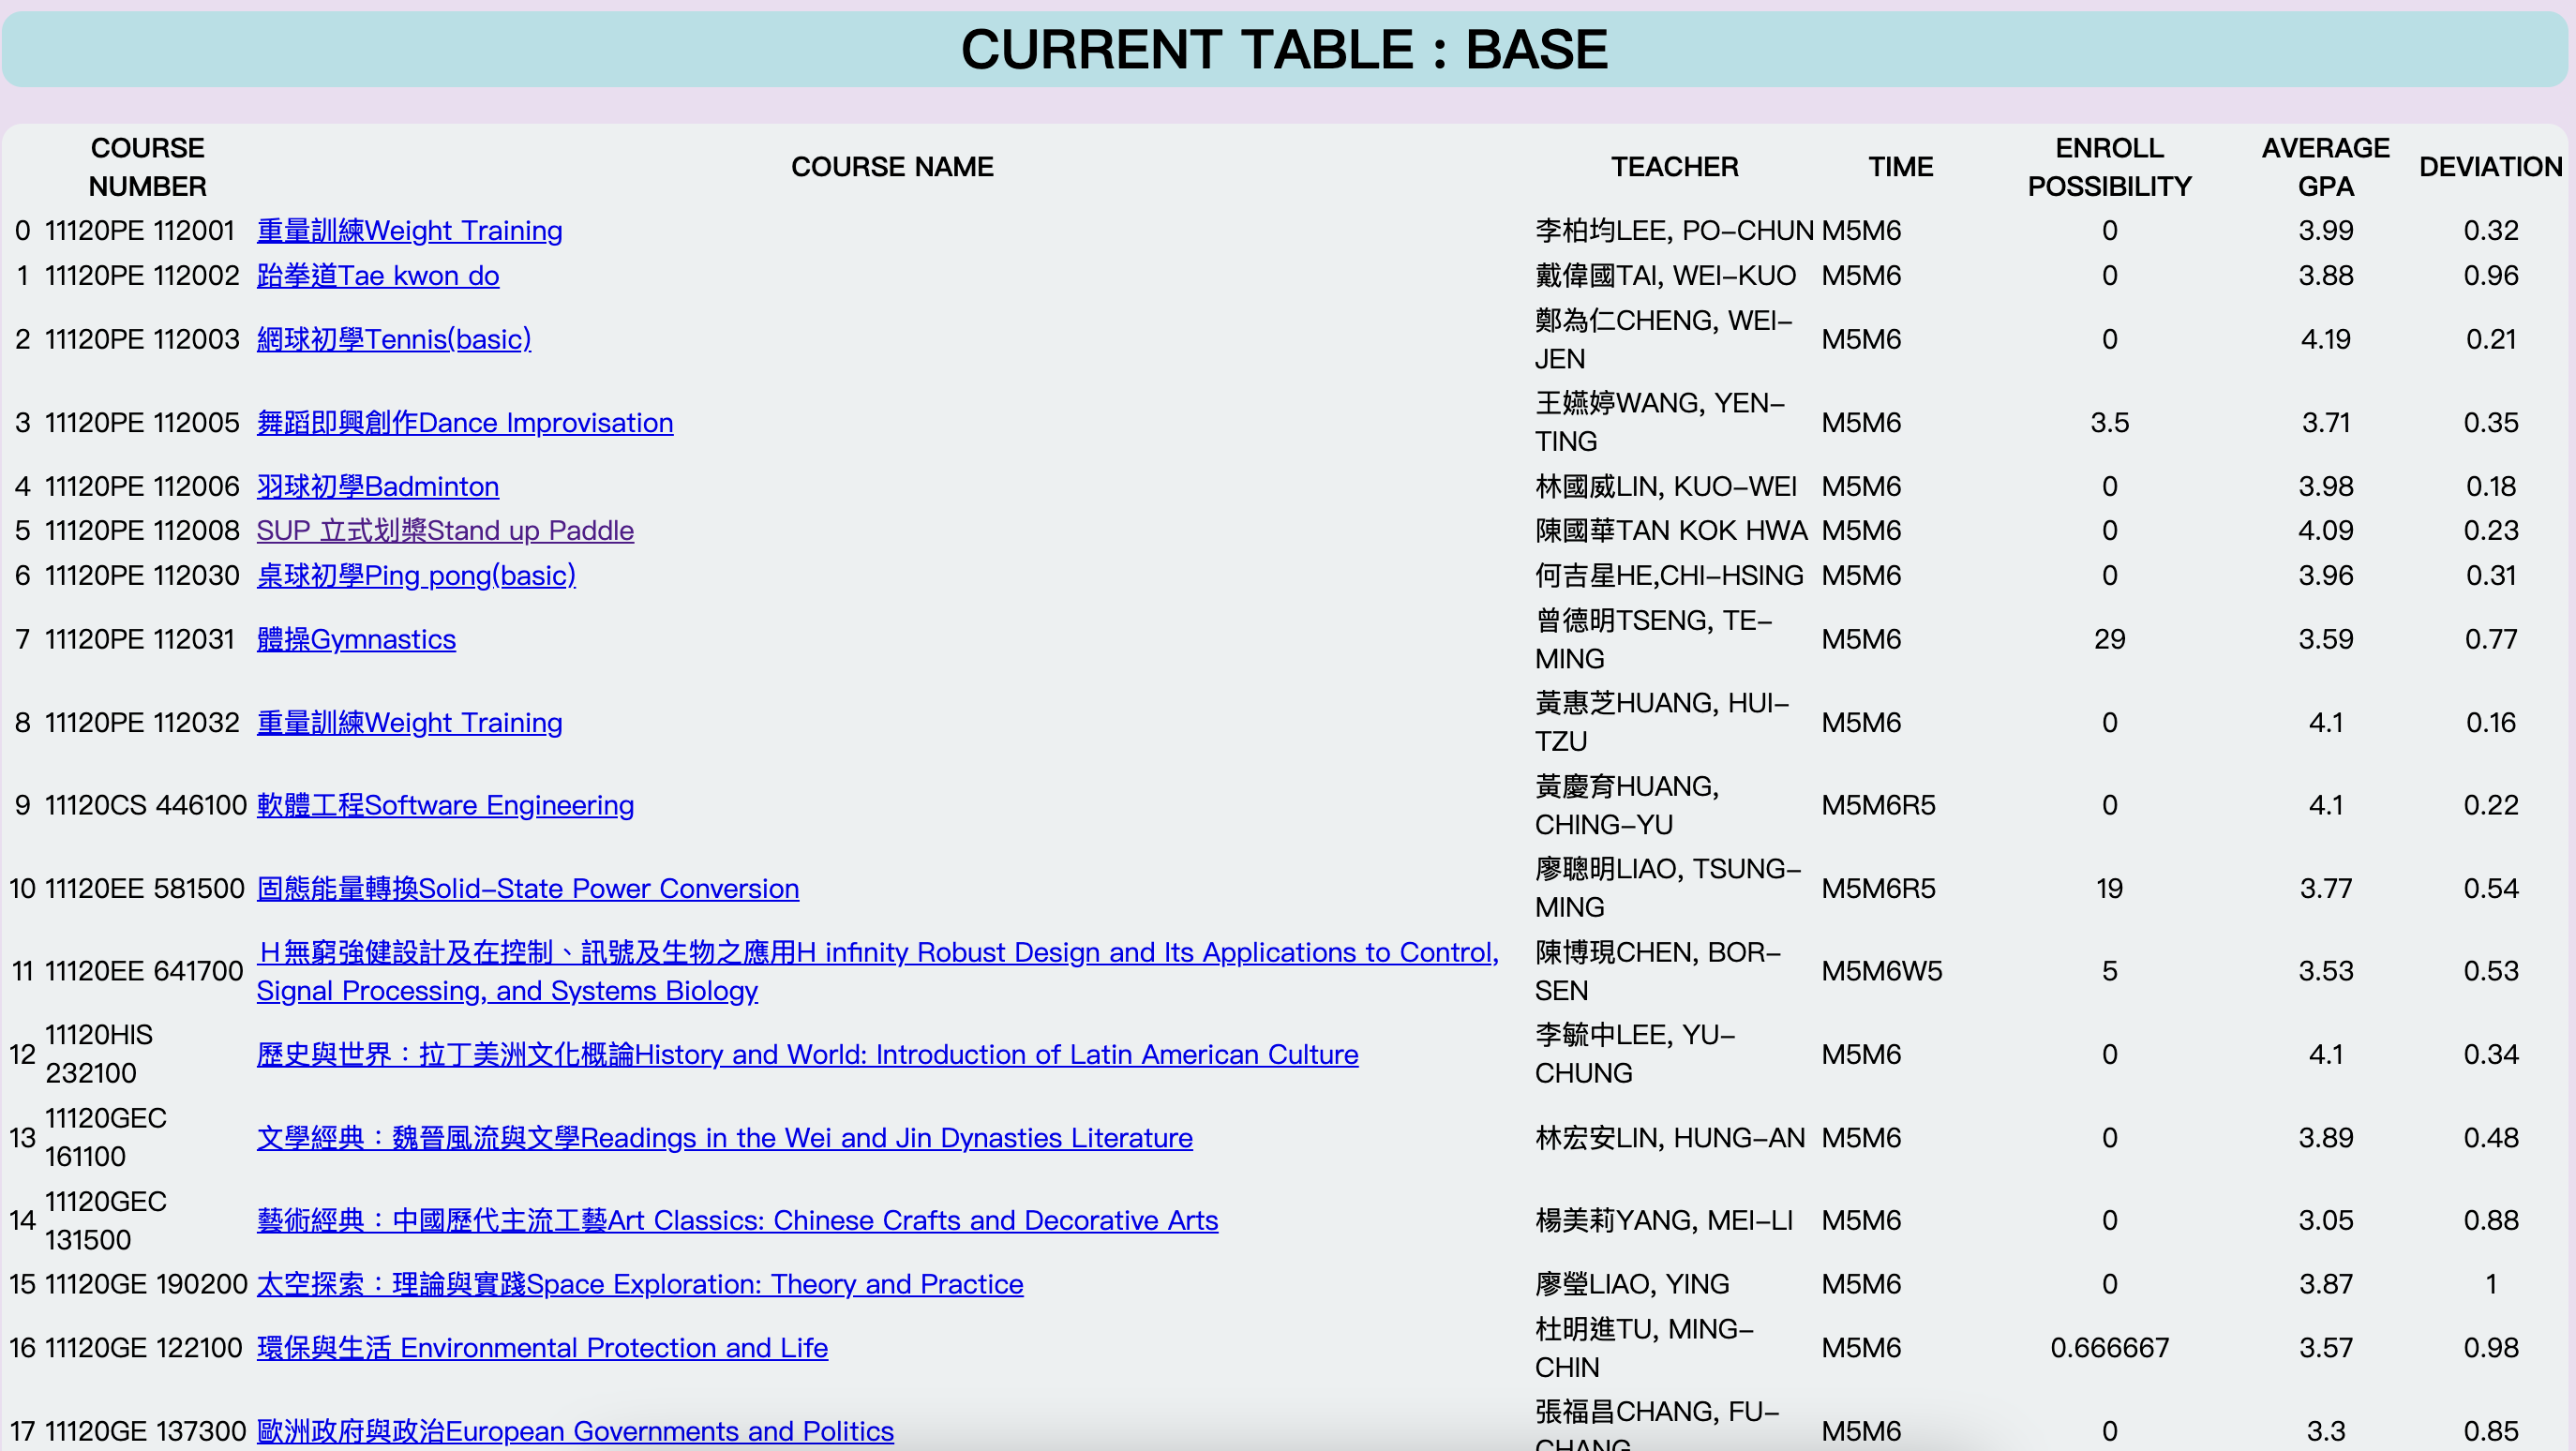 CURRENT TABLE : BASE
COURSE NUMBER COURSE NAME TEACHER TIME ENROLL POSSIBILITY AVERAGE GPA DEVIATION
0 11120PE 112001 重量訓練Weight Training 李柏均LEE, PO-CHUN M5M6 0 3.99 0.32
1 11120PE 112002 跆拳道Tae kwon do 戴偉國TAI, WEI-KUO M5M6 0 3.88 0.96
2 11120PE 112003 網球初學Tennis(basic) 鄭為仁CHENG, WEI-JEN M5M6 0 4.19 0.21
3 11120PE 112005 舞蹈即興創作Dance Improvisation 王嬿婷WANG, YEN-TING M5M6 3.5 3.71 0.35
4 11120PE 112006 羽球初學Badminton 林國威LIN, KUO-WEI M5M6 0 3.98 0.18
5 11120PE 112008 SUP 立式划槳Stand up Paddle 陳國華TAN KOK HWA M5M6 0 4.09 0.23
6 11120PE 112030 桌球初學Ping pong(basic) 何吉星HE,CHI-HSING M5M6 0 3.96 0.31
7 11120PE 112031 體操Gymnastics 曾德明TSENG, TE-MING M5M6 29 3.59 0.77
8 11120PE 112032 重量訓練Weight Training 黃惠芝HUANG, HUI-TZU M5M6 0 4.1 0.16
9 11120CS 446100 軟體工程Software Engineering 黃慶育HUANG, CHING-YU M5M6R5 0 4.1 0.22
10 11120EE 581500 固態能量轉換Solid-State Power Conversion 廖聰明LIAO, TSUNG-MING M5M6R5 19 3.77 0.54
11 11120EE 641700 Ｈ無窮強健設計及在控制、訊號及生物之應用H infinity Robust Design and Its Applications to Control, Signal Processing, and Systems Biology 陳博現CHEN, BOR-SEN M5M6W5 5 3.53 0.53
12 11120HIS 232100 歷史與世界：拉丁美洲文化概論History and World: Introduction of Latin American Culture 李毓中LEE, YU-CHUNG M5M6 0 4.1 0.34
13 11120GEC 161100 文學經典：魏晉風流與文學Readings in the Wei and Jin Dynasties Literature 林宏安LIN, HUNG-AN M5M6 0 3.89 0.48
14 11120GEC 131500 藝術經典：中國歷代主流工藝Art Classics: Chinese Crafts and Decorative Arts 楊美莉YANG, MEI-LI M5M6 0 3.05 0.88
15 11120GE 190200 太空探索：理論與實踐Space Exploration: Theory and Practice 廖瑩LIAO, YING M5M6 0 3.87 1
16 11120GE 122100 環保與生活 Environmental Protection and Life 杜明進TU, MING-CHIN M5M6 0.666667 3.57 0.98
17 11120GE 137300 歐洲政府與政治European Governments and Politics 張福昌CHANG, FU-CHANG M5M6 0 3.3 0.85